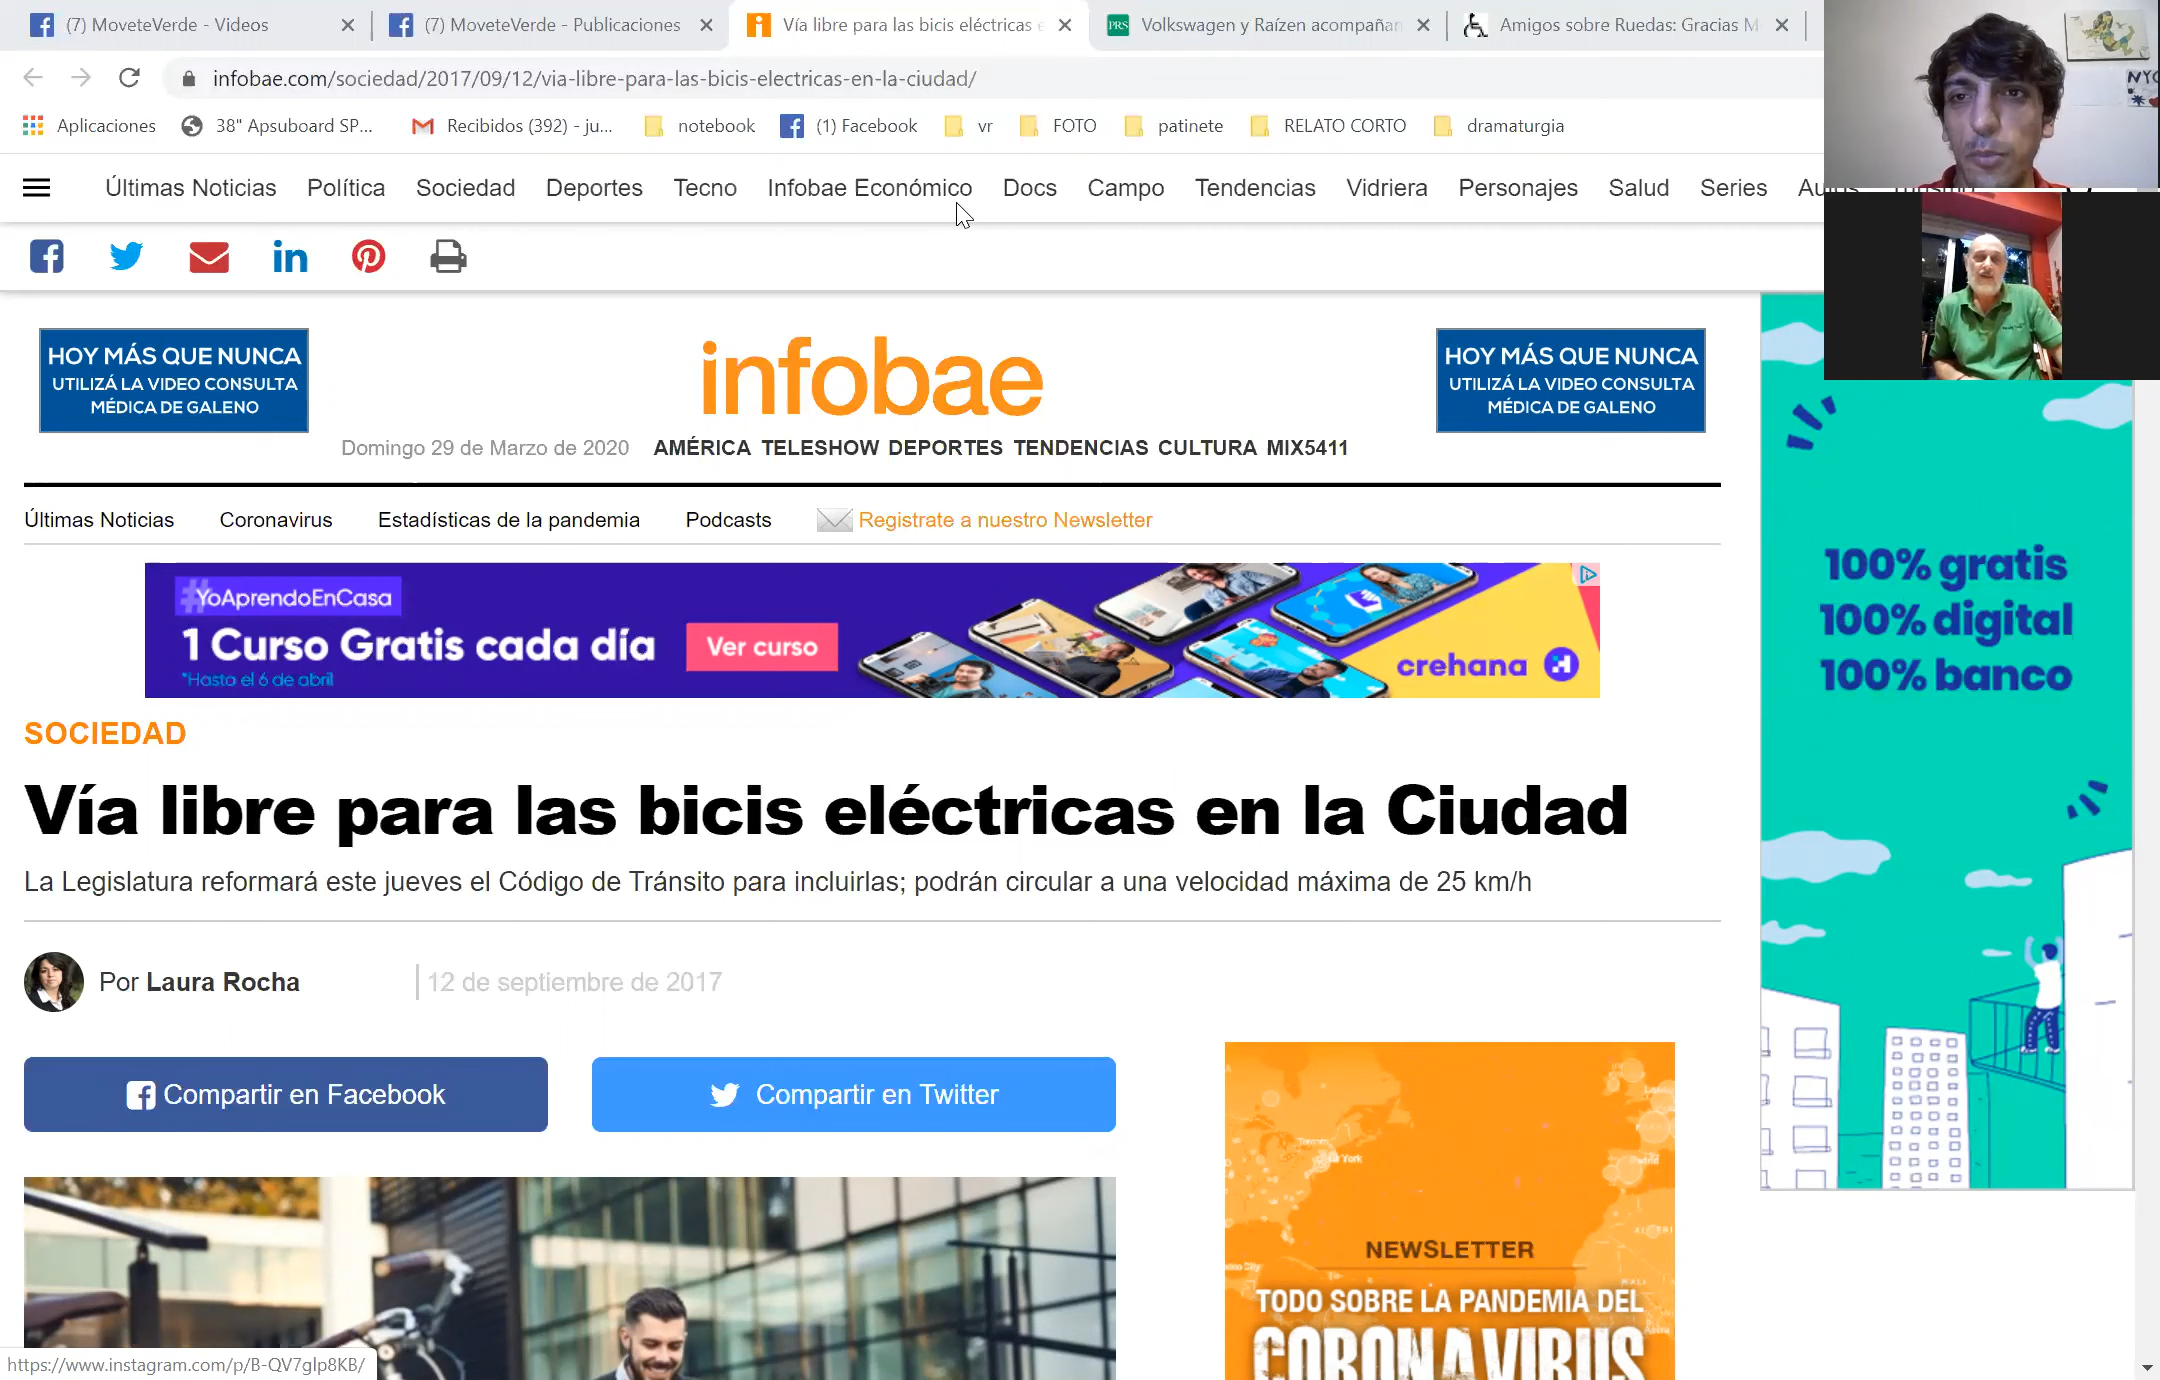 (7) MoveteVerde - Videos
(7) MoveteVerde - Publicaciones
Vía libre para las bicis eléctricas e
PRS Volkswagen y Raízen acompañan
Amigos sobre Ruedas: Gracias M
infobae.com/sociedad/2017/09/12/via-libre-para-las-bicis-electricas-en-la-ciudad/
Aplicaciones
38" Apsuboard SP...
Recibidos (392) - ju...
notebook
(1) Facebook
vr
FOTO
patinete
RELATO CORTO
dramaturgia
NYC
Últimas Noticias Política Sociedad Deportes Tecno Infobae Económico Docs Campo Tendencias Vidriera Personajes Salud Series
HOY MÁS QUE NUNCA
UTILIZÁ LA VIDEO CONSULTA
MÉDICA DE GALENO
infobae
HOY MÁS QUE NUNCA
UTILIZÁ LA VIDEO CONSULTA
MÉDICA DE GALENO
Domingo 29 de Marzo de 2020 AMÉRICA TELESHOW DEPORTES TENDENCIAS CULTURA MIX5411
Últimas Noticias Coronavirus Estadísticas de la pandemia Podcasts Registrate a nuestro Newsletter
#YoAprendoEnCasa
1 Curso Gratis cada día
Ver curso
*Hasta el 6 de abril
crehana
100% gratis
100% digital
100% banco
SOCIEDAD
Vía libre para las bicis eléctricas en la Ciudad
La Legislatura reformará este jueves el Código de Tránsito para incluirlas; podrán circular a una velocidad máxima de 25 km/h
Por Laura Rocha
12 de septiembre de 2017
Compartir en Facebook
Compartir en Twitter
NEWSLETTER
TODO SOBRE LA PANDEMIA DEL
CORONAVIRUS
https://www.instagram.com/p/B-QV7glp8KB/